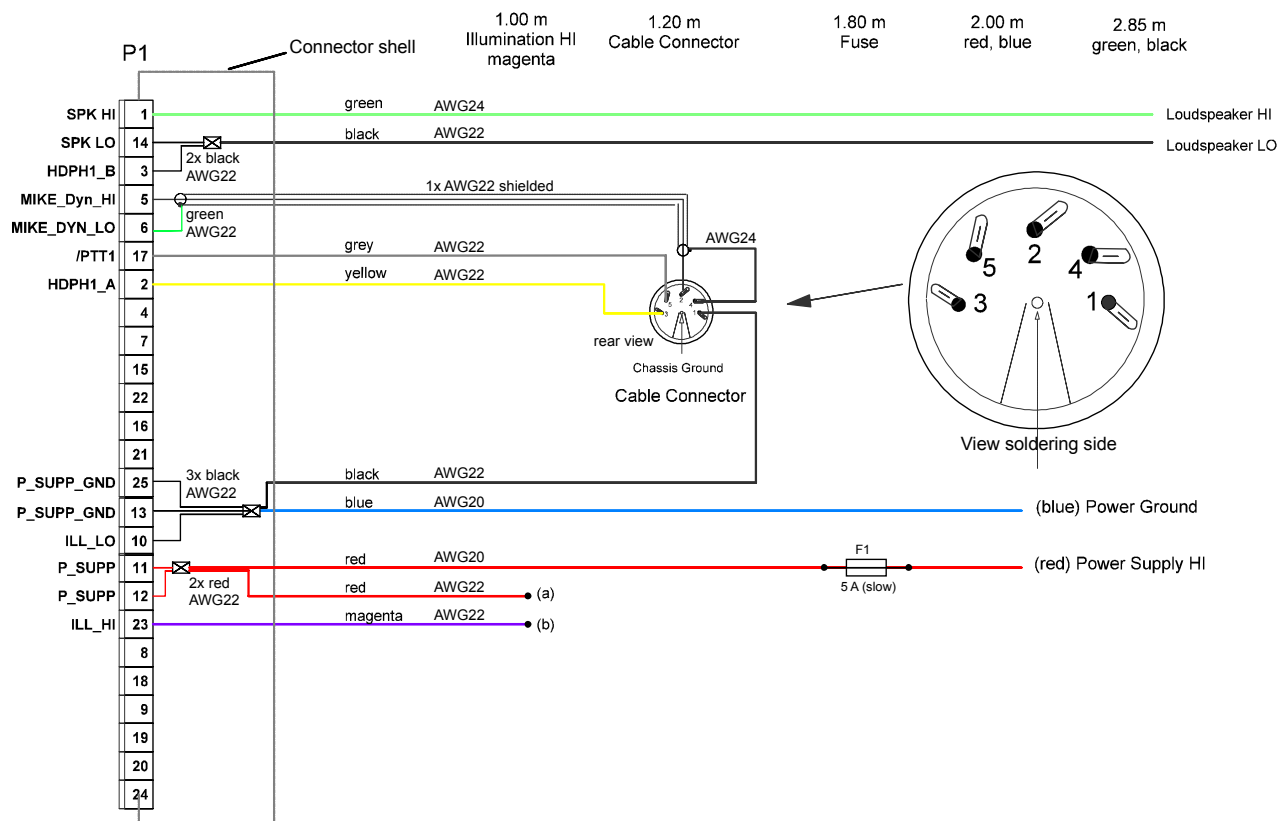 1.00 m
Illumination HI
magenta
1.20 m
Cable Connector
1.80 m
Fuse
2.00 m
red, blue
2.85 m
green, black
P1
Connector shell
SPK HI 1 green AWG24 Loudspeaker HI
SPK LO 14 black AWG22 Loudspeaker LO
2x black
AWG22
HDPH1_B 3
MIKE_Dyn_HI 5 1x AWG22 shielded
MIKE_DYN_LO 6 green
AWG22
/PTT1 17 grey AWG22 AWG24
HDPH1_A 2 yellow AWG22
4
7
15
22
16
21
5
2
4
3
1
rear view
Chassis Ground
Cable Connector
5
2
4
3
1
View soldering side
P_SUPP_GND 25 3x black
AWG22
black AWG22
P_SUPP_GND 13 blue AWG20 (blue) Power Ground
ILL_LO 10
P_SUPP 11 red AWG20 F1 (red) Power Supply HI
5 A (slow)
2x red
AWG22
P_SUPP 12 red AWG22 (a)
ILL_HI 23 magenta AWG22 (b)
8
18
9
19
20
24